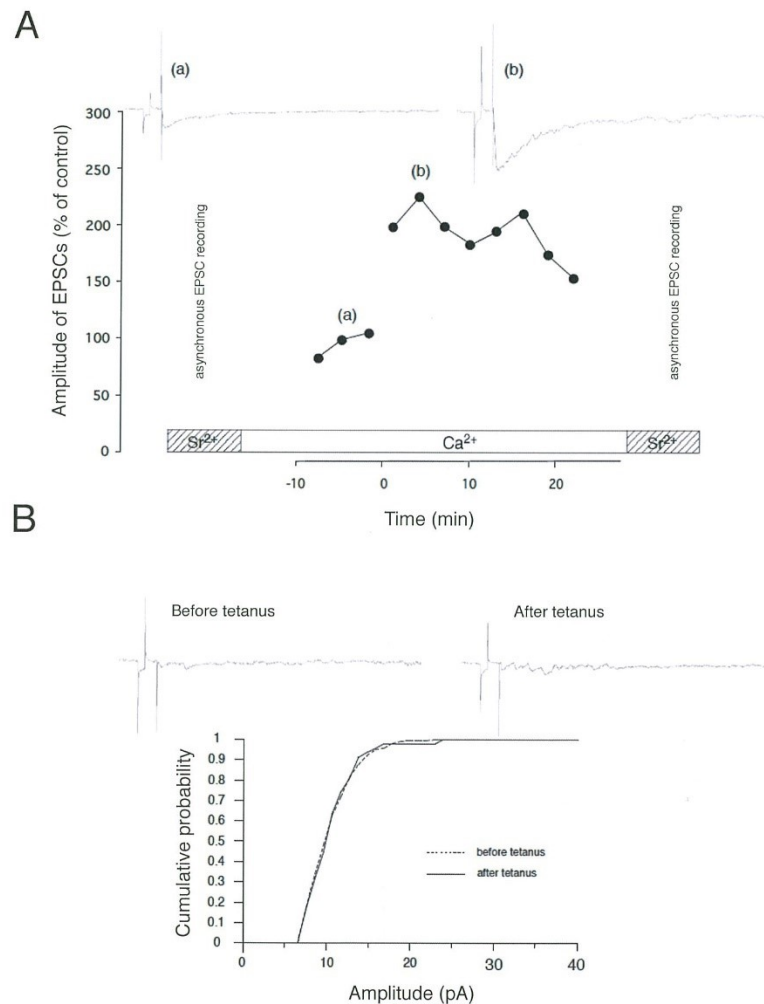 A
(a)
(b)
Amplitude of EPSCs (% of control)
300
250
200
150
100
50
0
asynchronous EPSC recording
(a)
(b)
asynchronous EPSC recording
Sr2+
Ca2+
Sr2+
-10
0
10
20
Time (min)
B
Before tetanus
After tetanus
Cumulative probability
1
0.9
0.8
0.7
0.6
0.5
0.4
0.3
0.2
0.1
0
before tetanus
after tetanus
0
10
20
30
40
Amplitude (pA)